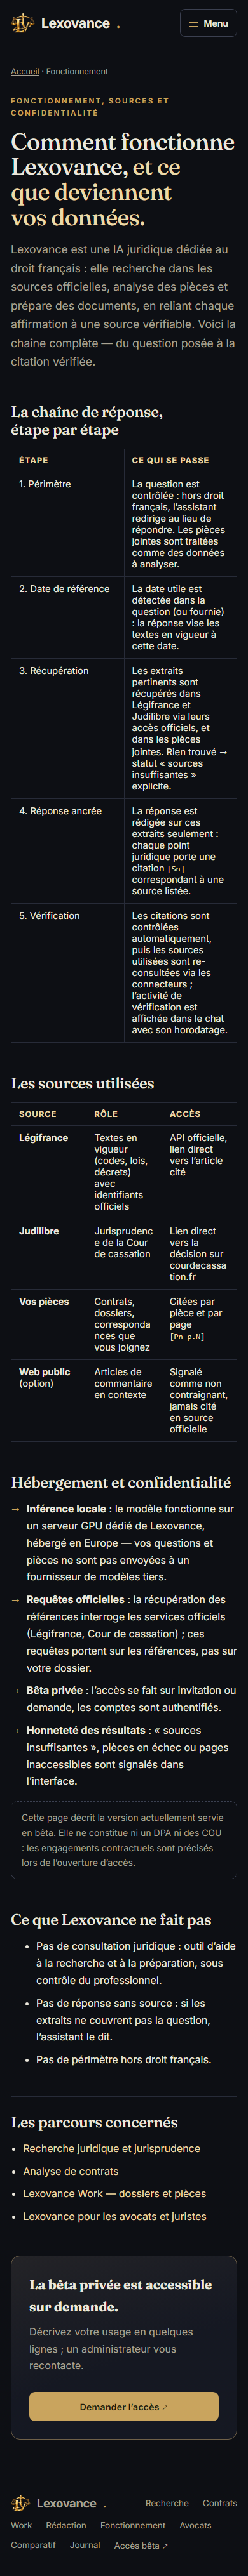 Lexovance.
Menu
Accueil · Fonctionnement
FONCTIONNEMENT, SOURCES ET
CONFIDENTIALITÉ
Comment fonctionne
Lexovance, et ce
que deviennent
vos données.
Lexovance est une IA juridique dédiée au
droit français : elle recherche dans les
sources officielles, analyse des pièces et
prépare des documents, en reliant chaque
affirmation à une source vérifiable. Voici la
chaîne complète — du question posée à la
citation vérifiée.
La chaîne de réponse,
étape par étape
ÉTAPE
CE QUI SE PASSE
1. Périmètre
La question est
contrôlée : hors droit
français, l'assistant
redirige au lieu de
répondre. Les pièces
jointes sont traitées
comme des données
à analyser.
2. Date de référence
La date utile est
détectée dans la
question (ou fournie)
: la réponse vise les
textes en vigueur à
cette date.
3. Récupération
Les extraits
pertinents sont
récupérés dans
Légifrance et
Judilibre via leurs
accès officiels, et
dans les pièces
jointes. Rien trouvé →
statut « sources
insuffisantes »
explicite.
4. Réponse ancrée
La réponse est
rédigée sur ces
extraits seulement :
chaque point
juridique porte une
citation [Sn]
correspondant à une
source listée.
5. Vérification
Les citations sont
contrôlées
automatiquement,
puis les sources
utilisées sont re-
consultées via les
connecteurs ;
l'activité de
vérification est
affichée dans le chat
avec son horodatage.
Les sources utilisées
SOURCE
RÔLE
ACCÈS
Légifrance
Textes en
vigueur
(codes, lois,
décrets)
avec
identifiants
officiels
API officielle,
lien direct
vers l'article
cité
Judilibre
Jurisprudenc
e de la Cour
de cassation
Lien direct
vers la
décision sur
courdecassa
tion.fr
Vos pièces
Contrats,
dossiers,
corresponda
nces que
vous joignez
Citées par
pièce et par
page
[Pn p.N]
Web public
(option)
Articles de
commentaire
en contexte
Signalé
comme non
contraignant,
jamais cité
en source
officielle
Hébergement et confidentialité
→ Inférence locale : le modèle fonctionne sur
un serveur GPU dédié de Lexovance,
hébergé en Europe — vos questions et
pièces ne sont pas envoyées à un
fournisseur de modèles tiers.
→ Requêtes officielles : la récupération des
références interroge les services officiels
(Légifrance, Cour de cassation) ; ces
requêtes portent sur les références, pas sur
votre dossier.
→ Bêta privée : l'accès se fait sur invitation ou
demande, les comptes sont authentifiés.
→ Honnêteté des résultats : « sources
insuffisantes », pièces en échec ou pages
inaccessibles sont signalés dans
l'interface.
Cette page décrit la version actuellement servie
en bêta. Elle ne constitue ni un DPA ni des CGU
: les engagements contractuels sont précisés
lors de l'ouverture d'accès.
Ce que Lexovance ne fait pas
• Pas de consultation juridique : outil d'aide
à la recherche et à la préparation, sous
contrôle du professionnel.
• Pas de réponse sans source : si les
extraits ne couvrent pas la question,
l'assistant le dit.
• Pas de périmètre hors droit français.
Les parcours concernés
• Recherche juridique et jurisprudence
• Analyse de contrats
• Lexovance Work — dossiers et pièces
• Lexovance pour les avocats et juristes
La bêta privée est accessible
sur demande.
Décrivez votre usage en quelques
lignes ; un administrateur vous
recontacte.
Demander l'accès ↗
Lexovance.
Recherche
Contrats
Work
Rédaction
Fonctionnement
Avocats
Comparatif
Journal
Accès bêta ↗